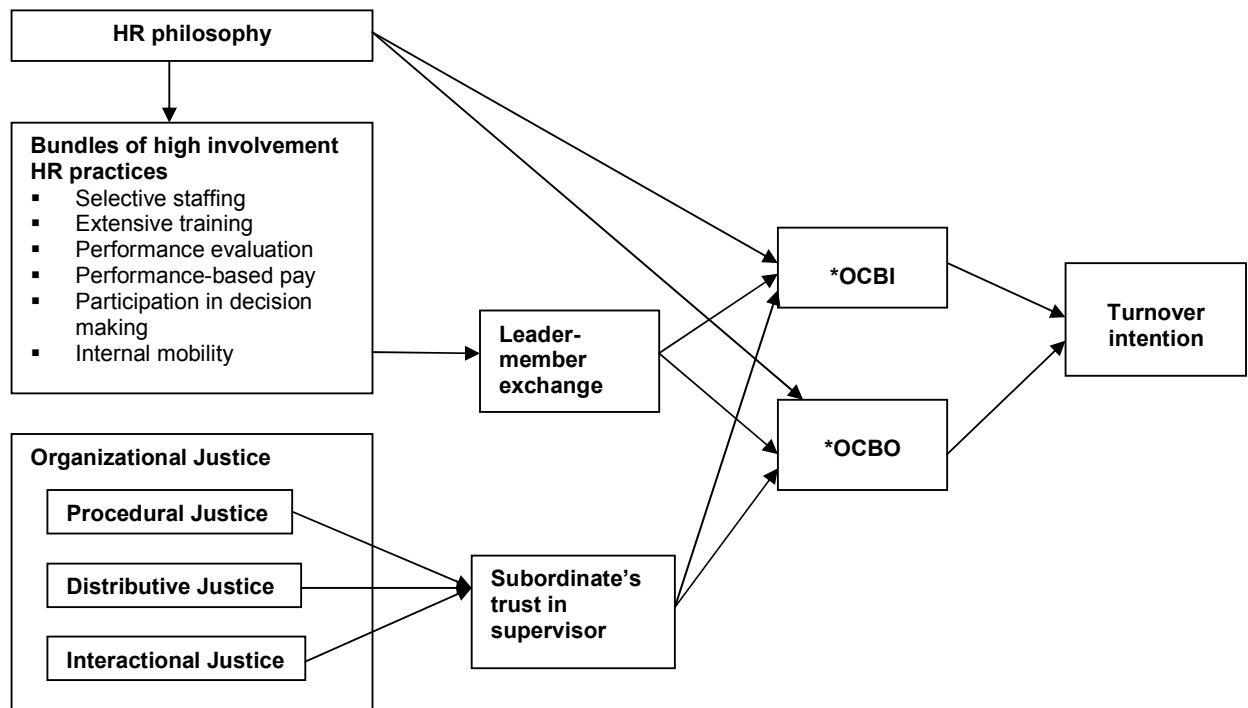 HR philosophy
Bundles of high involvement
HR practices
▪ Selective staffing
▪ Extensive training
▪ Performance evaluation
▪ Performance-based pay
▪ Participation in decision
making
▪ Internal mobility
Leader-
member
exchange
*OCBI
*OCBO
Turnover
intention
Organizational Justice
Procedural Justice
Distributive Justice
Interactional Justice
Subordinate’s
trust in
supervisor